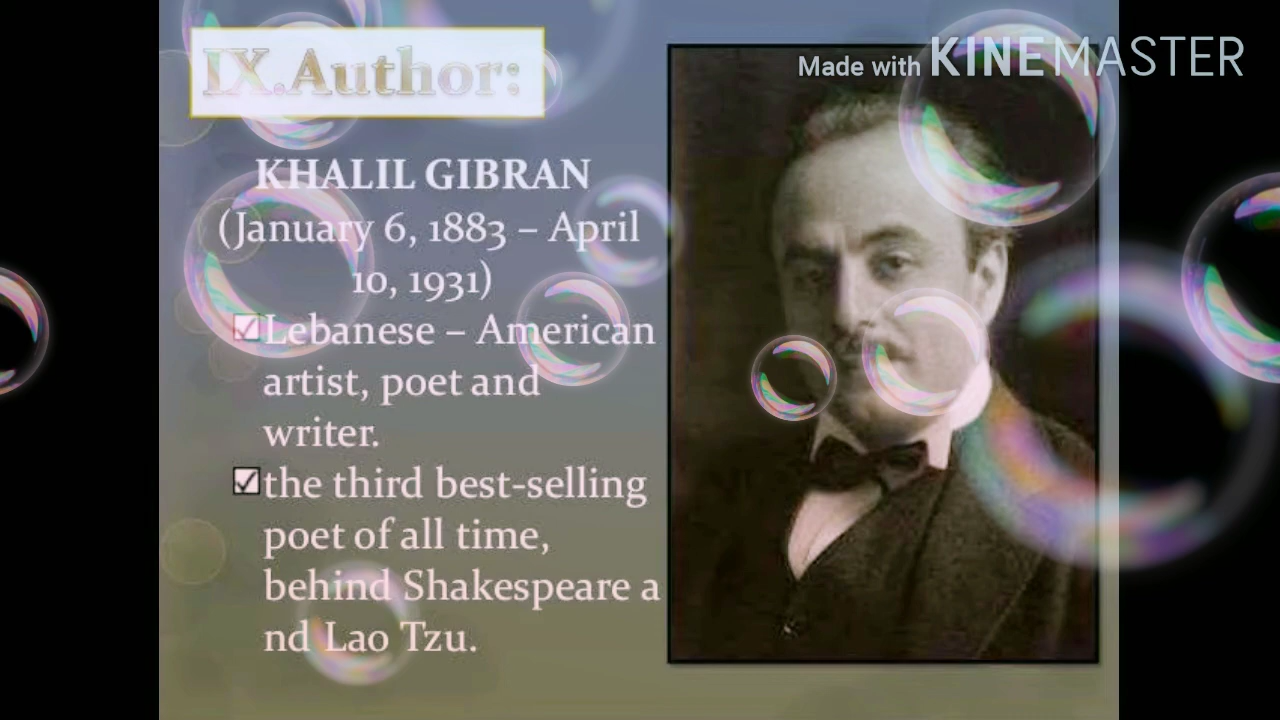 Made with KINEMASTER
IX.Author:
KHALIL GIBRAN
(January 6, 1883 – April
10, 1931)
Lebanese – American
artist, poet and
writer.
the third best-selling
poet of all time,
behind Shakespeare a
nd Lao Tzu.